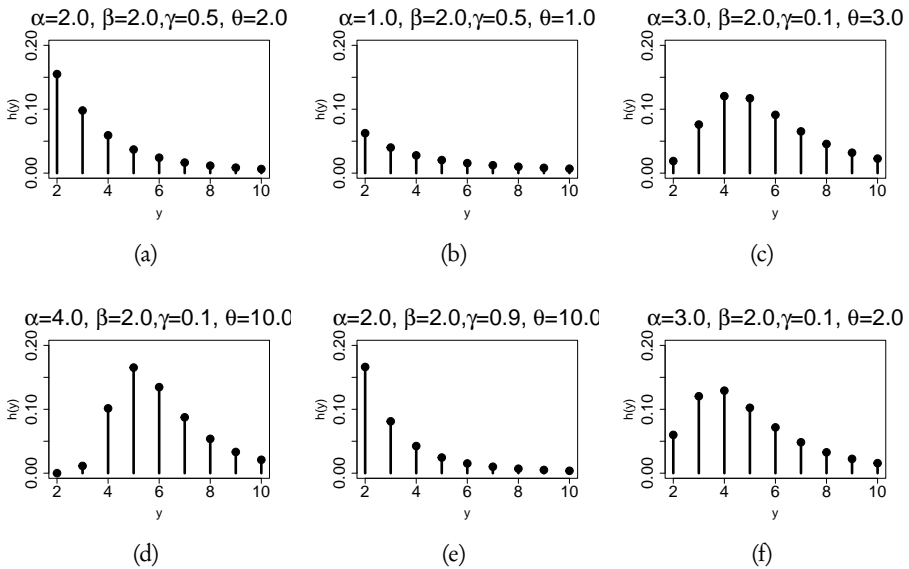 α=2.0, β=2.0,γ=0.5, θ=2.0
h(y)
0.00 0.10 0.20
2 4 6 8 10
y
(a)
α=1.0, β=2.0,γ=0.5, θ=1.0
h(y)
0.00 0.10 0.20
2 4 6 8 10
y
(b)
α=3.0, β=2.0,γ=0.1, θ=3.0
h(y)
0.00 0.10 0.20
2 4 6 8 10
y
(c)
α=4.0, β=2.0,γ=0.1, θ=10.0
h(y)
0.00 0.10 0.20
2 4 6 8 10
y
(d)
α=2.0, β=2.0,γ=0.9, θ=10.0
h(y)
0.00 0.10 0.20
2 4 6 8 10
y
(e)
α=3.0, β=2.0,γ=0.1, θ=2.0
h(y)
0.00 0.10 0.20
2 4 6 8 10
y
(f)